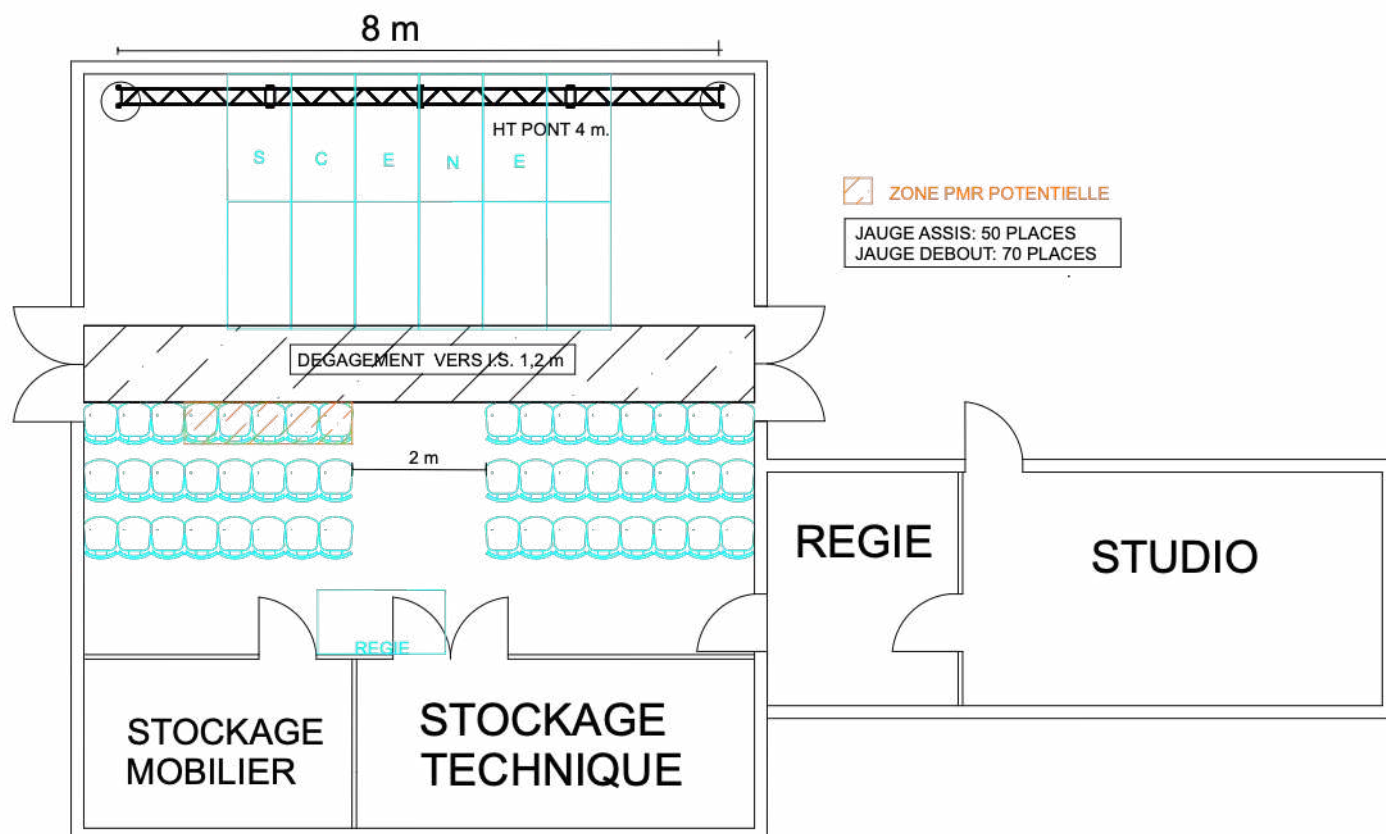 8 m
HT PONT 4 m.
S C E N E
ZONE PMR POTENTIELLE
JAUGE ASSIS: 50 PLACES
JAUGE DEBOUT: 70 PLACES
DEGAGEMENT VERS I.S. 1,2 m
2 m
REGIE
STUDIO
REGIE
STOCKAGE
MOBILIER
STOCKAGE
TECHNIQUE